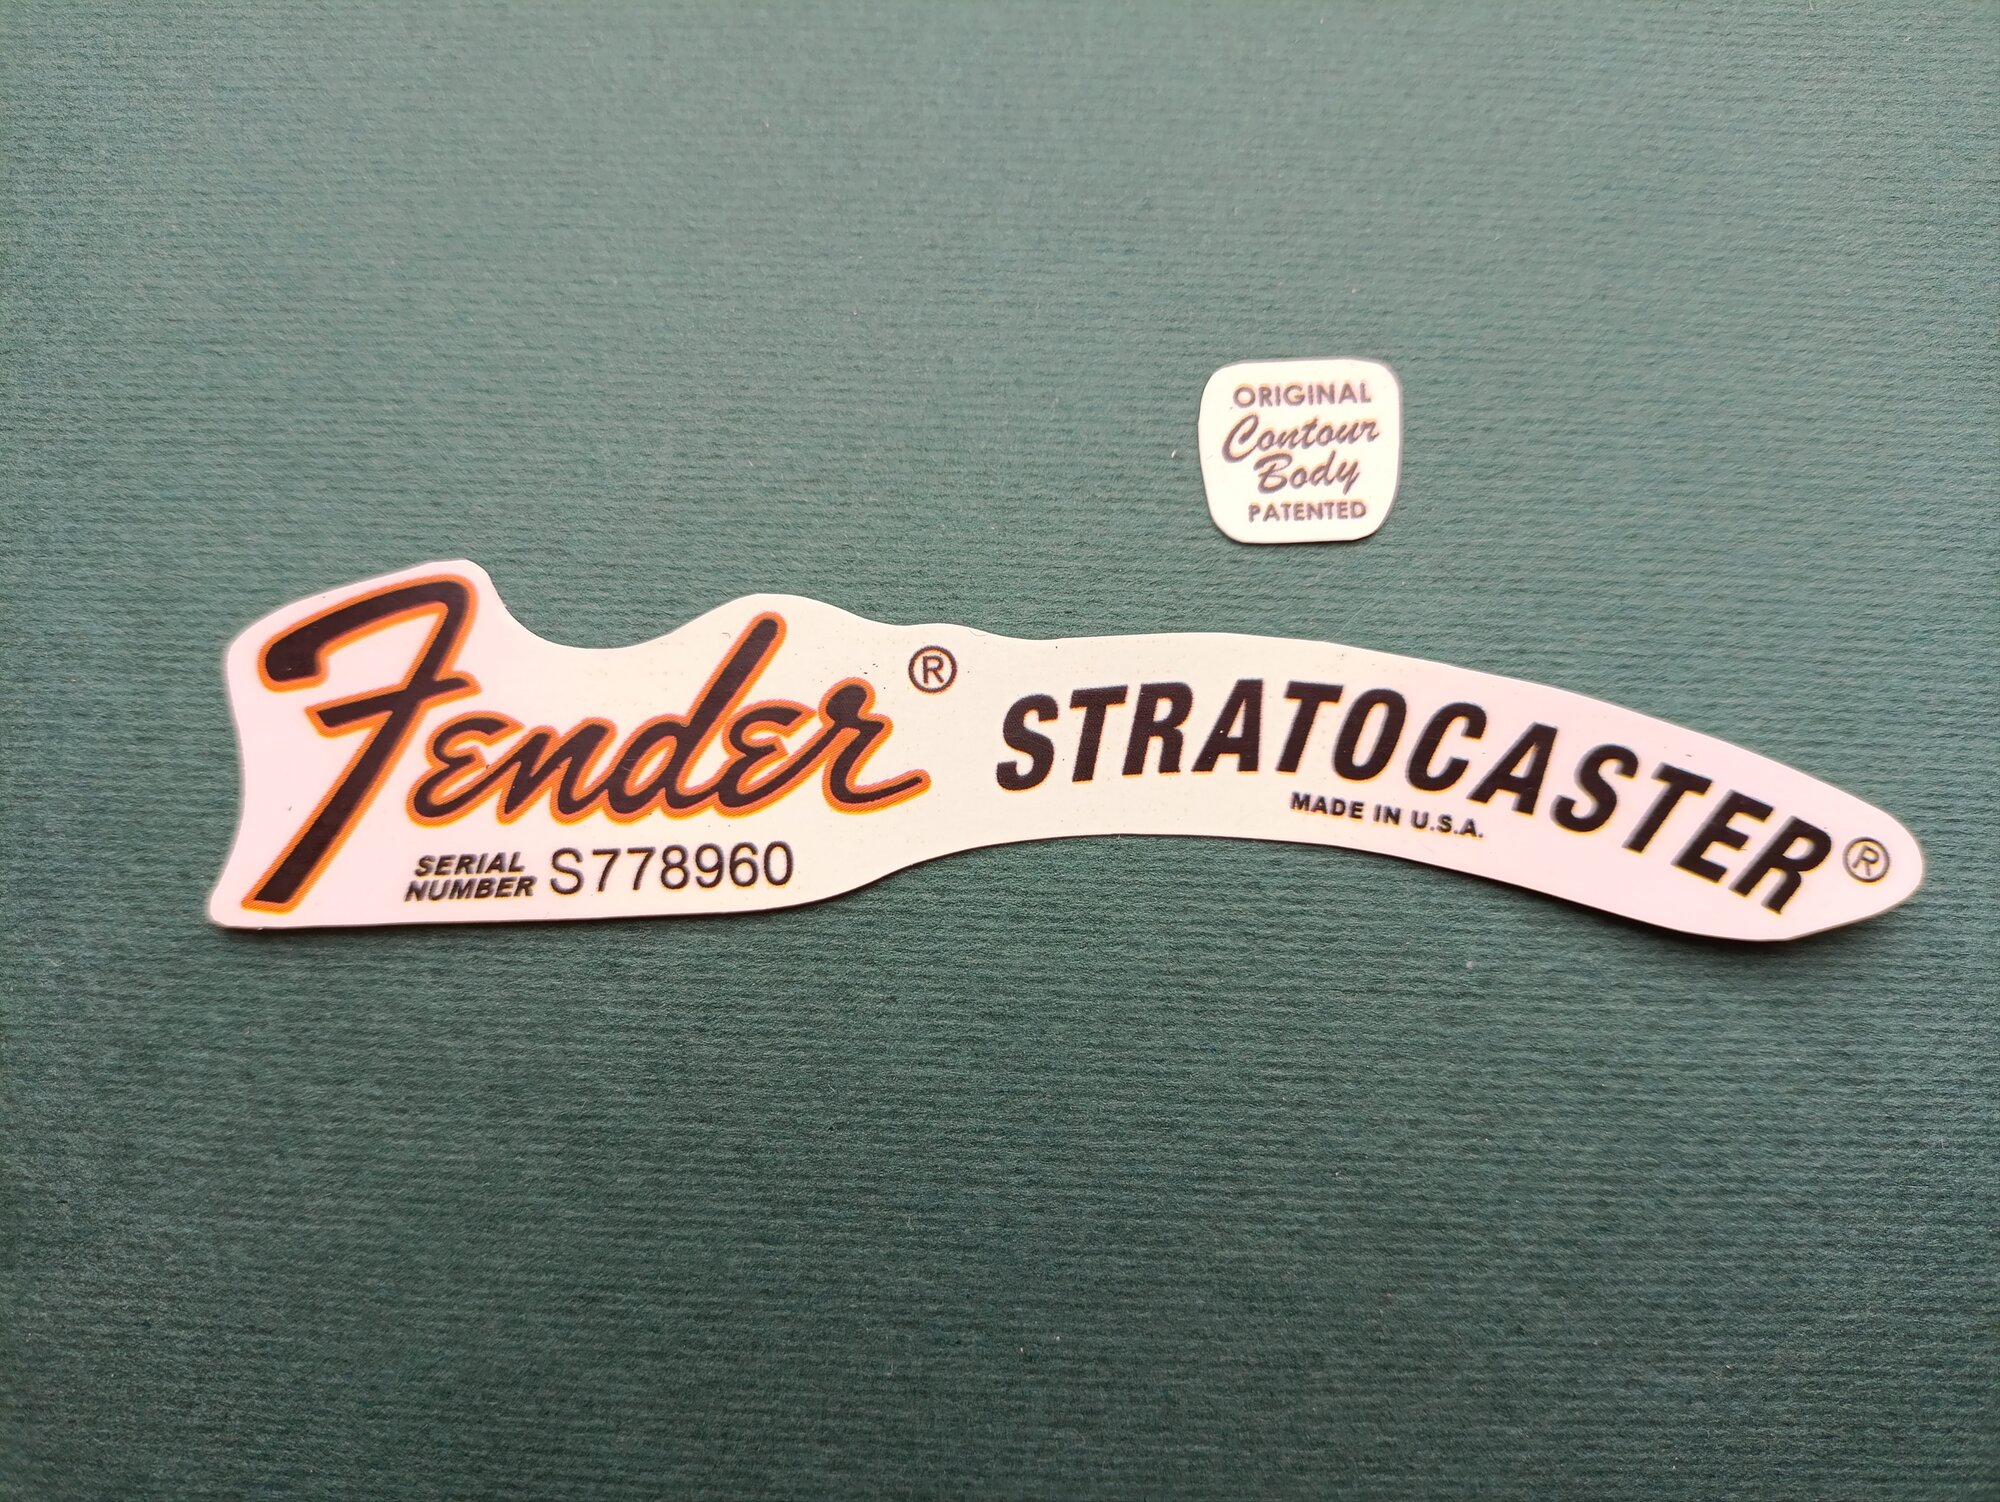 ORIGINAL
Contour
Body
PATENTED
Fender® STRATOCASTER®
MADE IN U.S.A.
SERIAL
NUMBER S778960